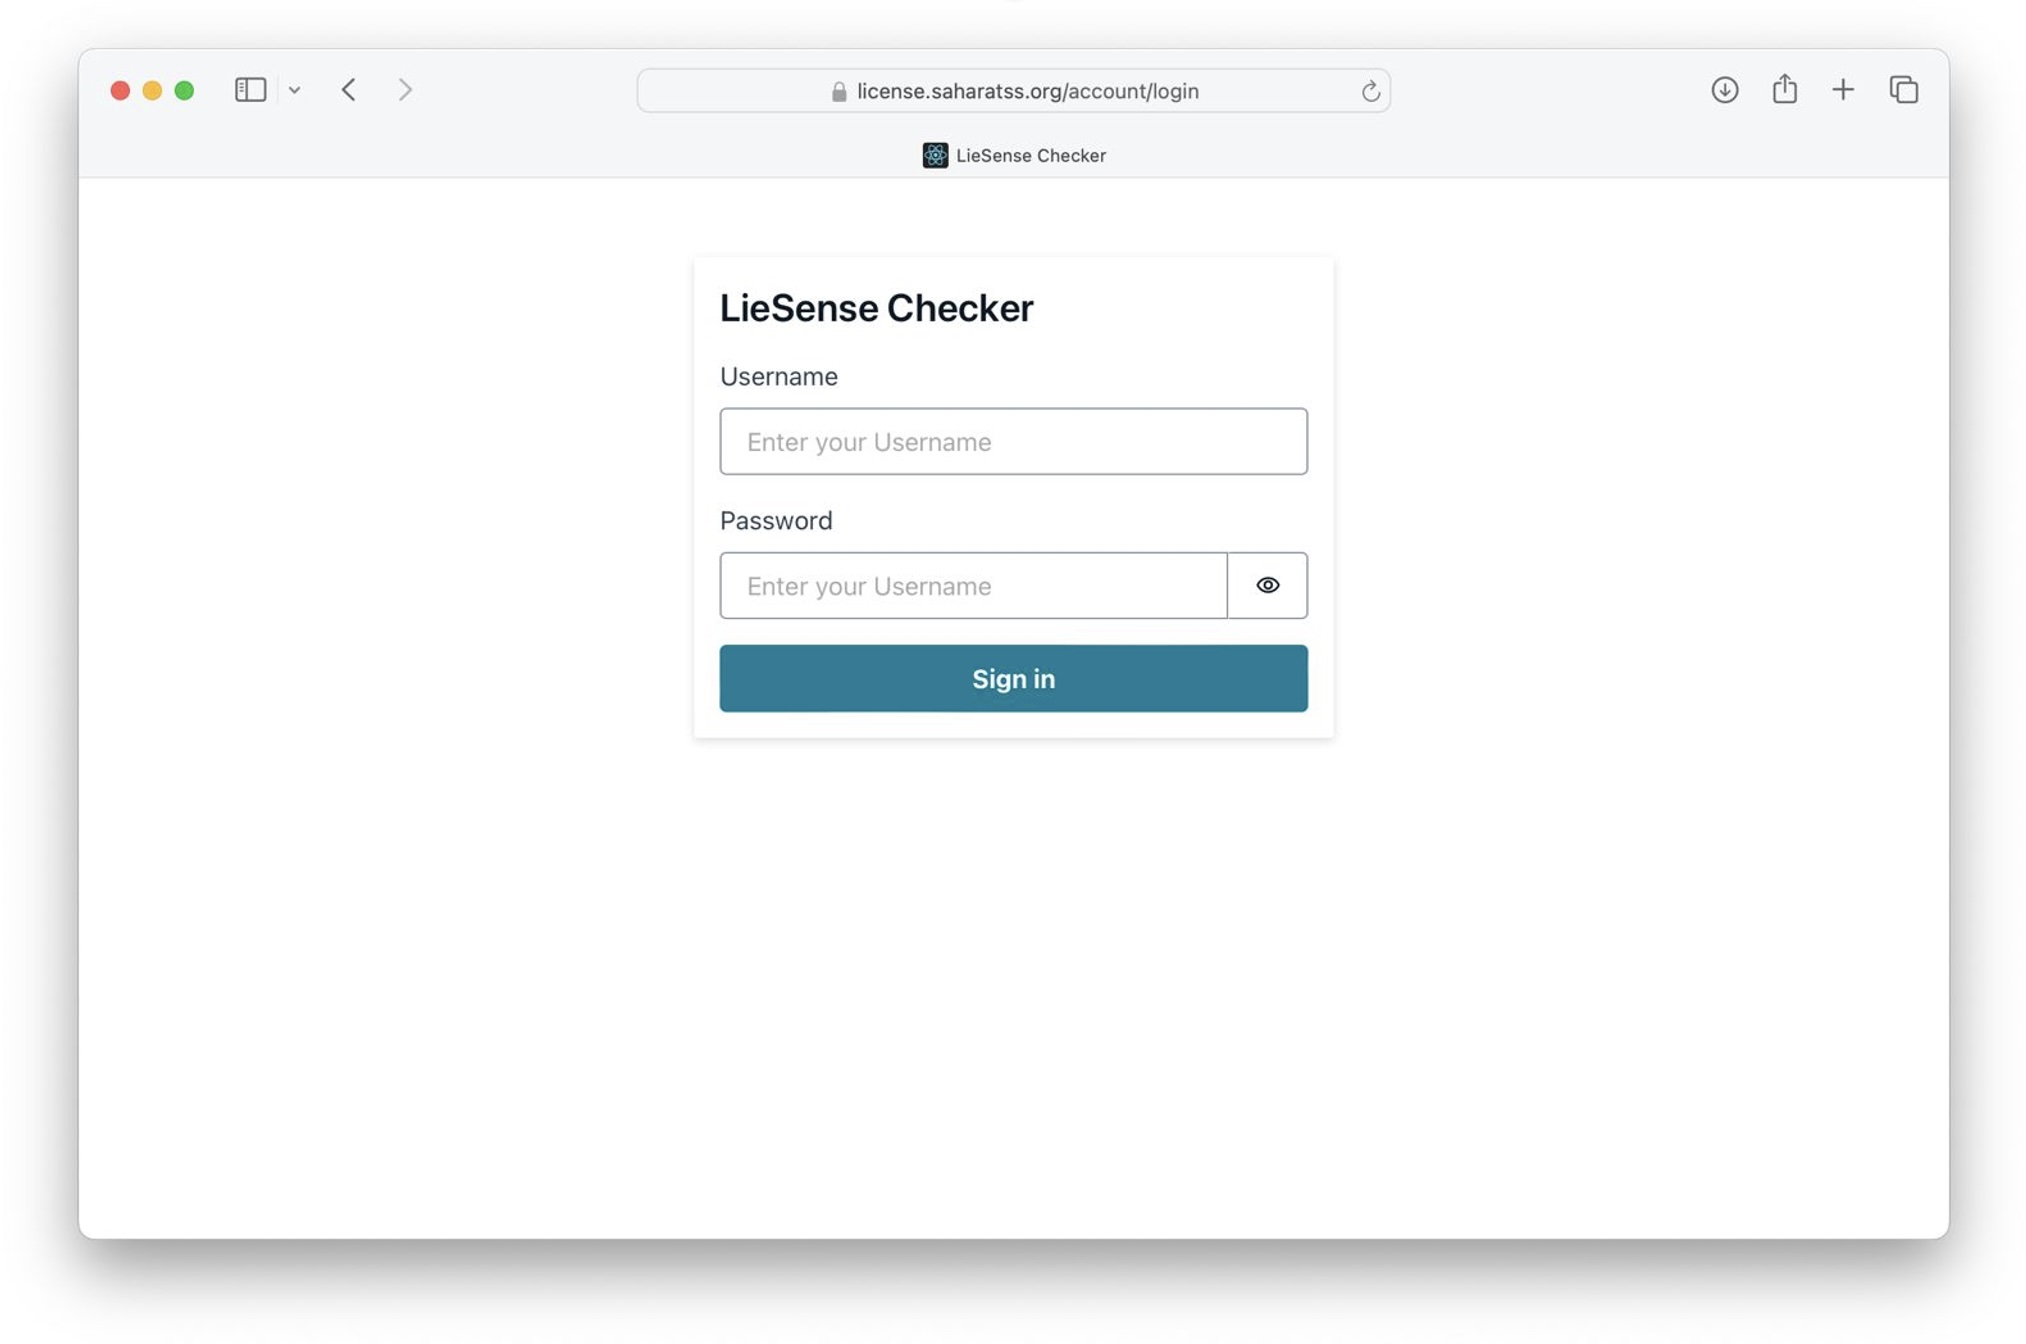 license.saharatss.org/account/login
LieSense Checker
LieSense Checker
Username
Enter your Username
Password
Enter your Username
Sign in